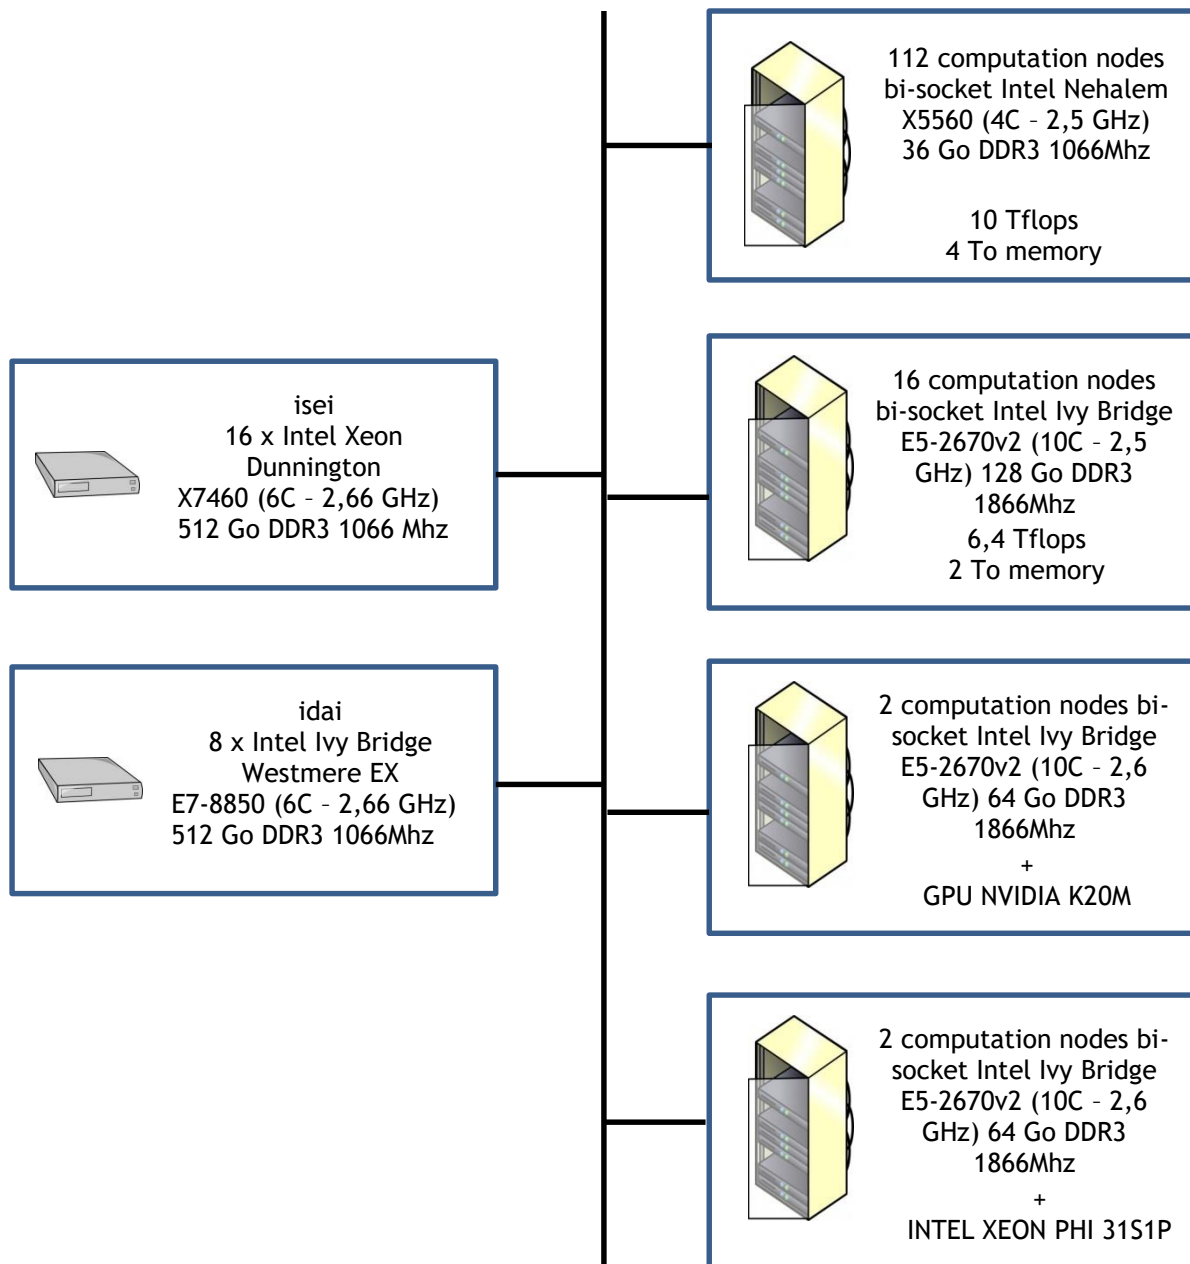 112 computation nodes
bi-socket Intel Nehalem
X5560 (4C – 2,5 GHz)
36 Go DDR3 1066Mhz
10 Tflops
4 To memory
isei
16 x Intel Xeon
Dunnington
X7460 (6C – 2,66 GHz)
512 Go DDR3 1066 Mhz
16 computation nodes
bi-socket Intel Ivy Bridge
E5-2670v2 (10C – 2,5
GHz) 128 Go DDR3
1866Mhz
6,4 Tflops
2 To memory
idai
8 x Intel Ivy Bridge
Westmere EX
E7-8850 (6C – 2,66 GHz)
512 Go DDR3 1066Mhz
2 computation nodes bi-
socket Intel Ivy Bridge
E5-2670v2 (10C – 2,6
GHz) 64 Go DDR3
1866Mhz
+
GPU NVIDIA K20M
2 computation nodes bi-
socket Intel Ivy Bridge
E5-2670v2 (10C – 2,6
GHz) 64 Go DDR3
1866Mhz
+
INTEL XEON PHI 31S1P